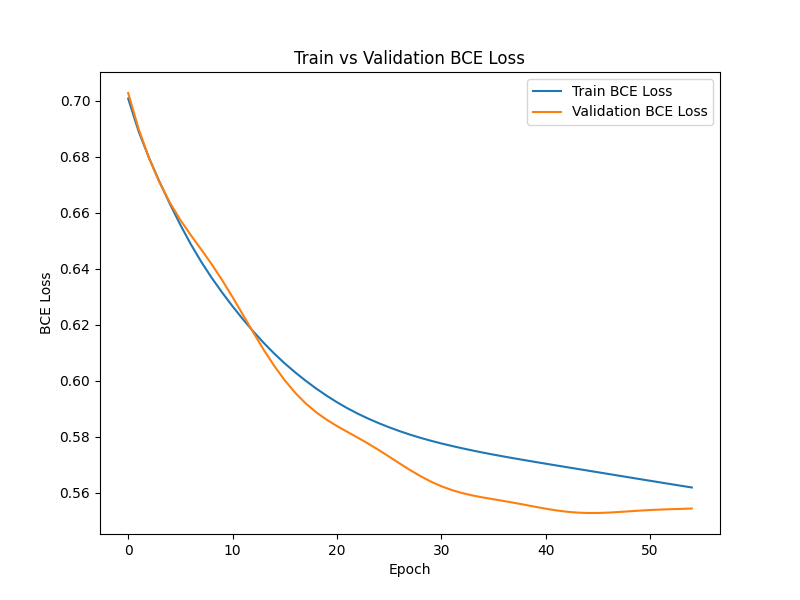 Train vs Validation BCE Loss
Train BCE Loss
Validation BCE Loss
BCE Loss
0.70
0.68
0.66
0.64
0.62
0.60
0.58
0.56
0 10 20 30 40 50
Epoch